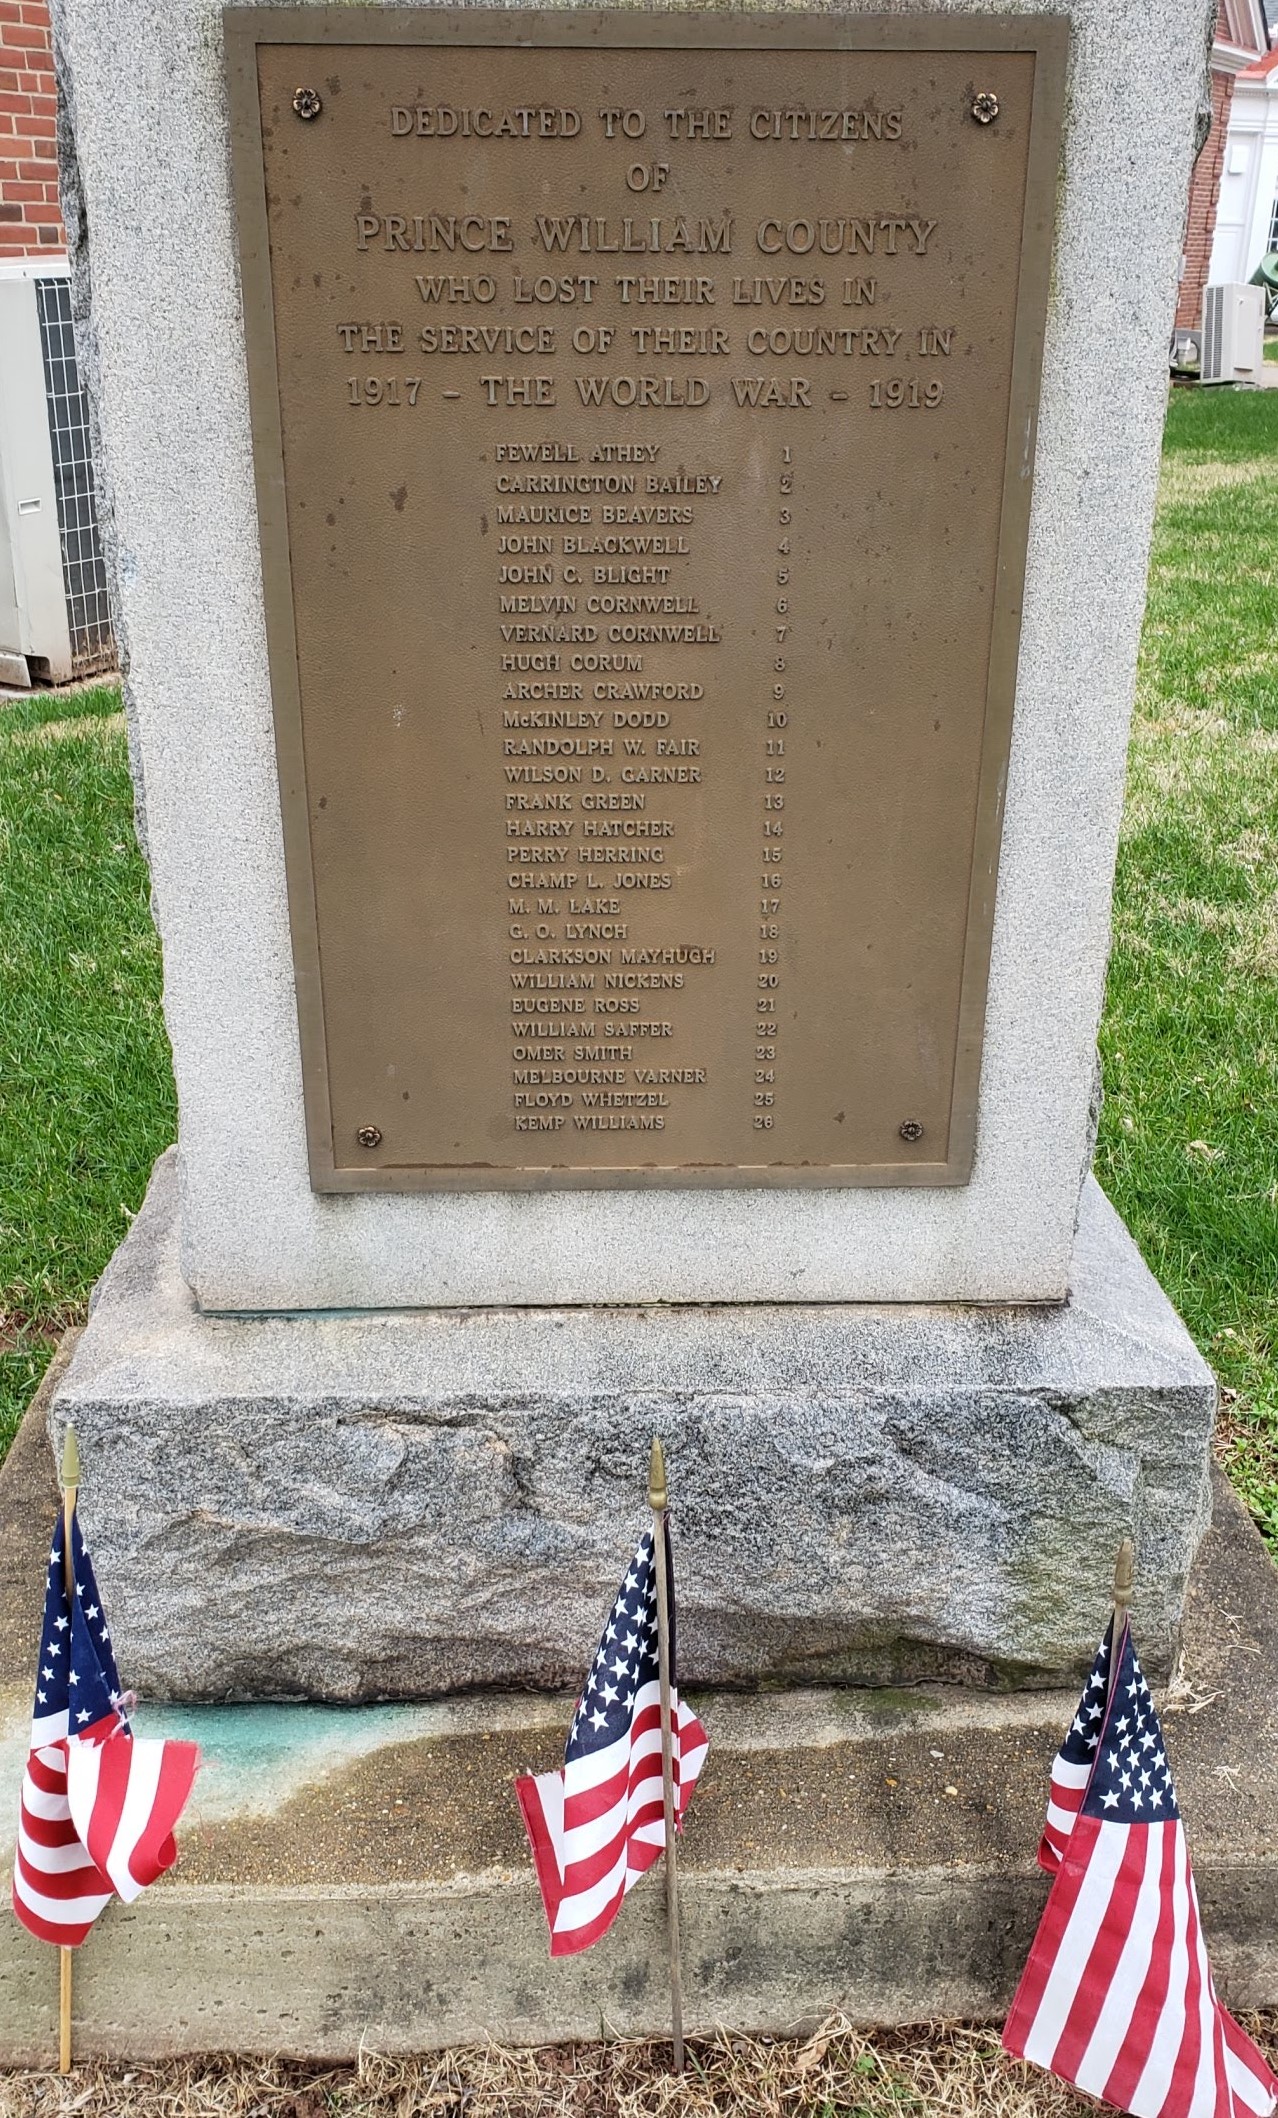 DEDICATED TO THE CITIZENS
OF
PRINCE WILLIAM COUNTY
WHO LOST THEIR LIVES IN
THE SERVICE OF THEIR COUNTRY IN
1917 - THE WORLD WAR - 1919
FEWELL ATHEY 1
CARRINGTON BAILEY 2
MAURICE BEAVERS 3
JOHN BLACKWELL 4
JOHN C. BLIGHT 5
MELVIN CORNWELL 6
VERNARD CORNWELL 7
HUGH CORUM 8
ARCHER CRAWFORD 9
McKINLEY DODD 10
RANDOLPH W. FAIR 11
WILSON D. GARNER 12
FRANK GREEN 13
HARRY HATCHER 14
PERRY HERRING 15
CHAMP L. JONES 16
M. M. LAKE 17
G. O. LYNCH 18
CLARKSON MAYHUGH 19
WILLIAM NICKENS 20
EUGENE ROSS 21
WILLIAM SAFFER 22
OMER SMITH 23
MELBOURNE VARNER 24
FLOYD WHETZEL 25
KEMP WILLIAMS 26